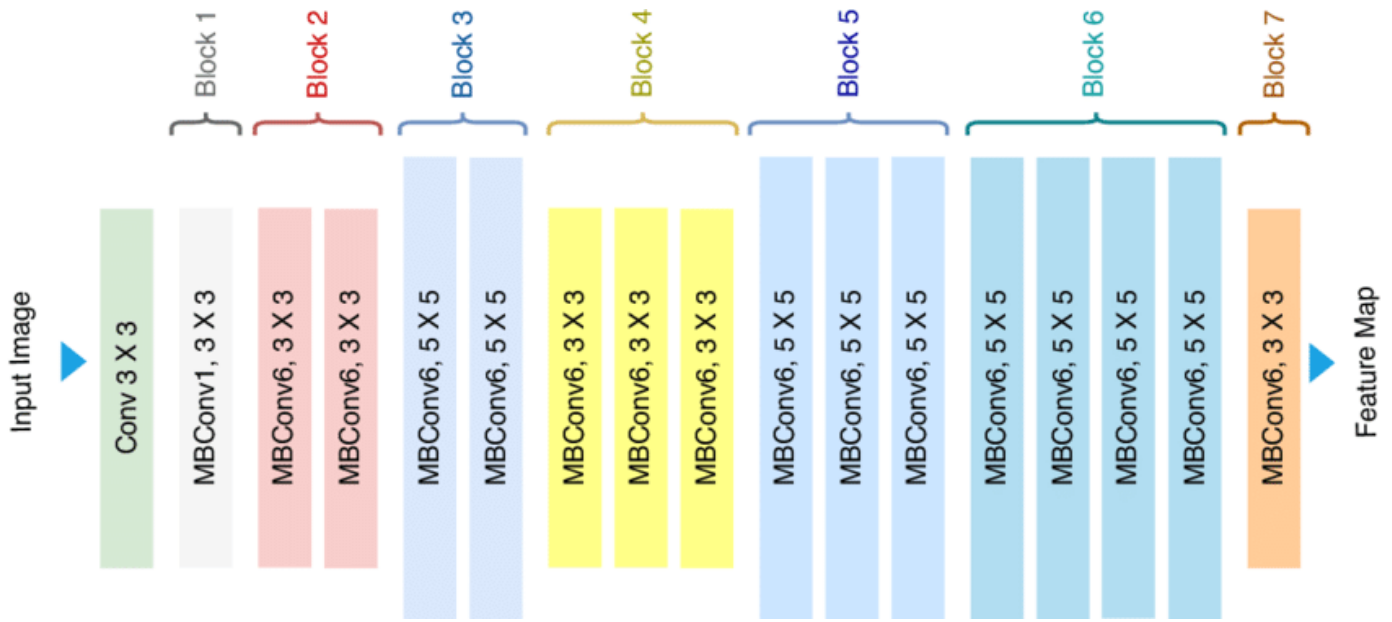 Input Image
Conv 3 X 3
Block 1
MBConv1, 3 X 3
Block 2
MBConv6, 3 X 3
MBConv6, 3 X 3
Block 3
MBConv6, 5 X 5
MBConv6, 5 X 5
Block 4
MBConv6, 3 X 3
MBConv6, 3 X 3
MBConv6, 3 X 3
Block 5
MBConv6, 5 X 5
MBConv6, 5 X 5
MBConv6, 5 X 5
Block 6
MBConv6, 5 X 5
MBConv6, 5 X 5
MBConv6, 5 X 5
MBConv6, 5 X 5
Block 7
MBConv6, 3 X 3
Feature Map